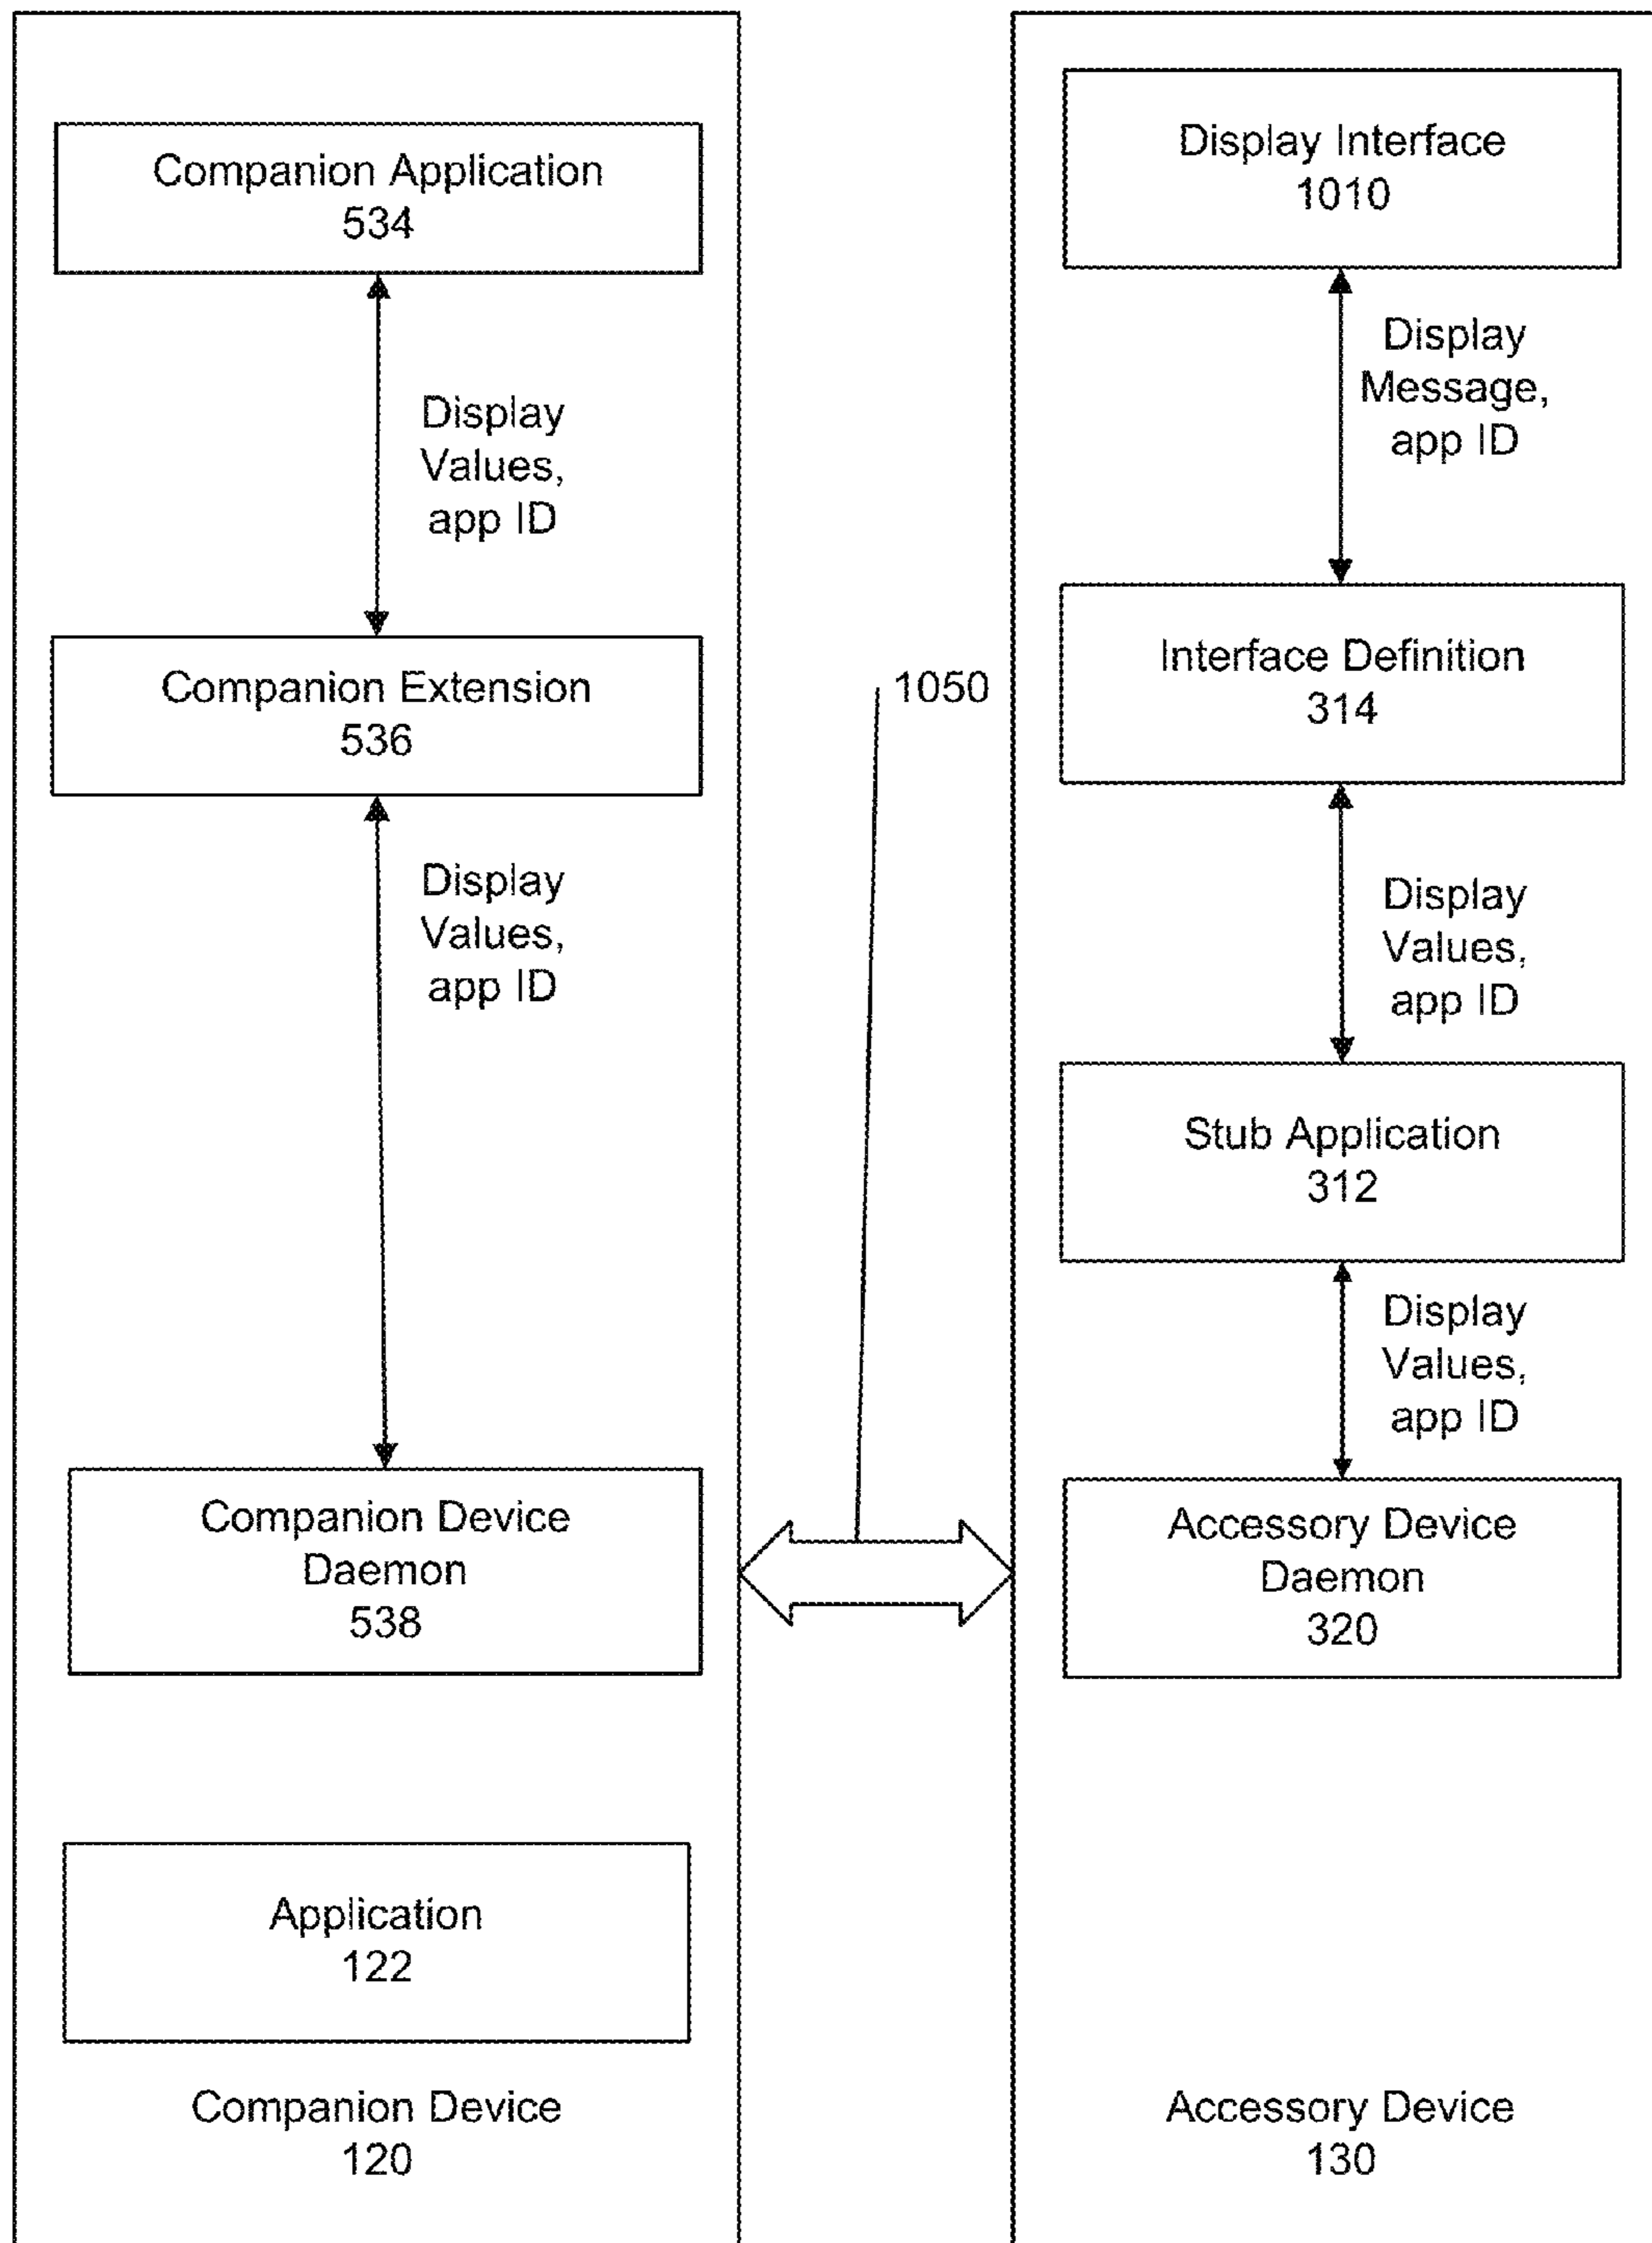 Companion Application
534
Display
Values,
app ID
Companion Extension
536
Display
Values,
app ID
Companion Device
Daemon
538
Application
122
Companion Device
120
1050
Display Interface
1010
Display
Message,
app ID
Interface Definition
314
Display
Values,
app ID
Stub Application
312
Display
Values,
app ID
Accessory Device
Daemon
320
Accessory Device
130